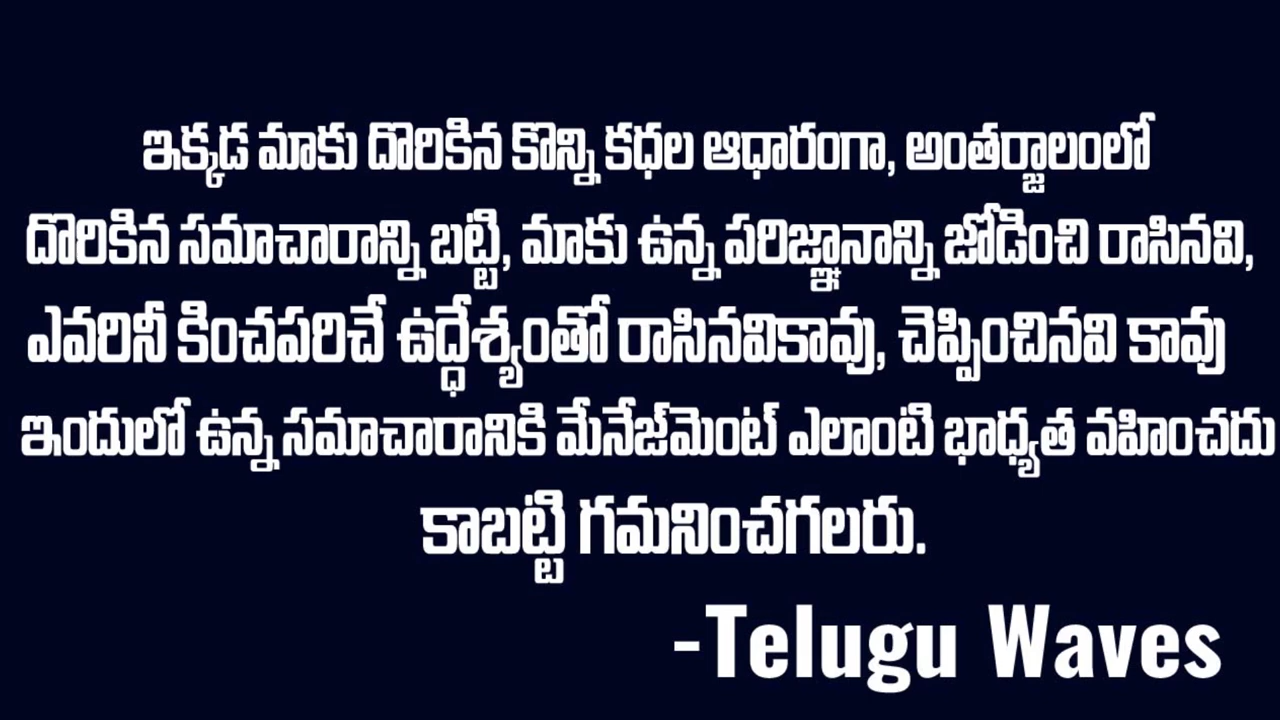 ఇక్కడ మాకు దొరికిన కొన్ని కధల ఆధారంగా, అంతర్జాలంలో
దొరికిన సమాచారాన్ని బట్టి, మాకు ఉన్న పరిజ్ఞానాన్ని జోడించి రాసినవి,
ఎవరినీ కించపరిచే ఉద్ధేశ్యంతో రాసినవికావు, చెప్పించినవి కావు
ఇందులో ఉన్న సమాచారానికి మేనేజ్‌మెంట్ ఎలాంటి భాధ్యత వహించదు
కాబట్టి గమనించగలరు.
-Telugu Waves